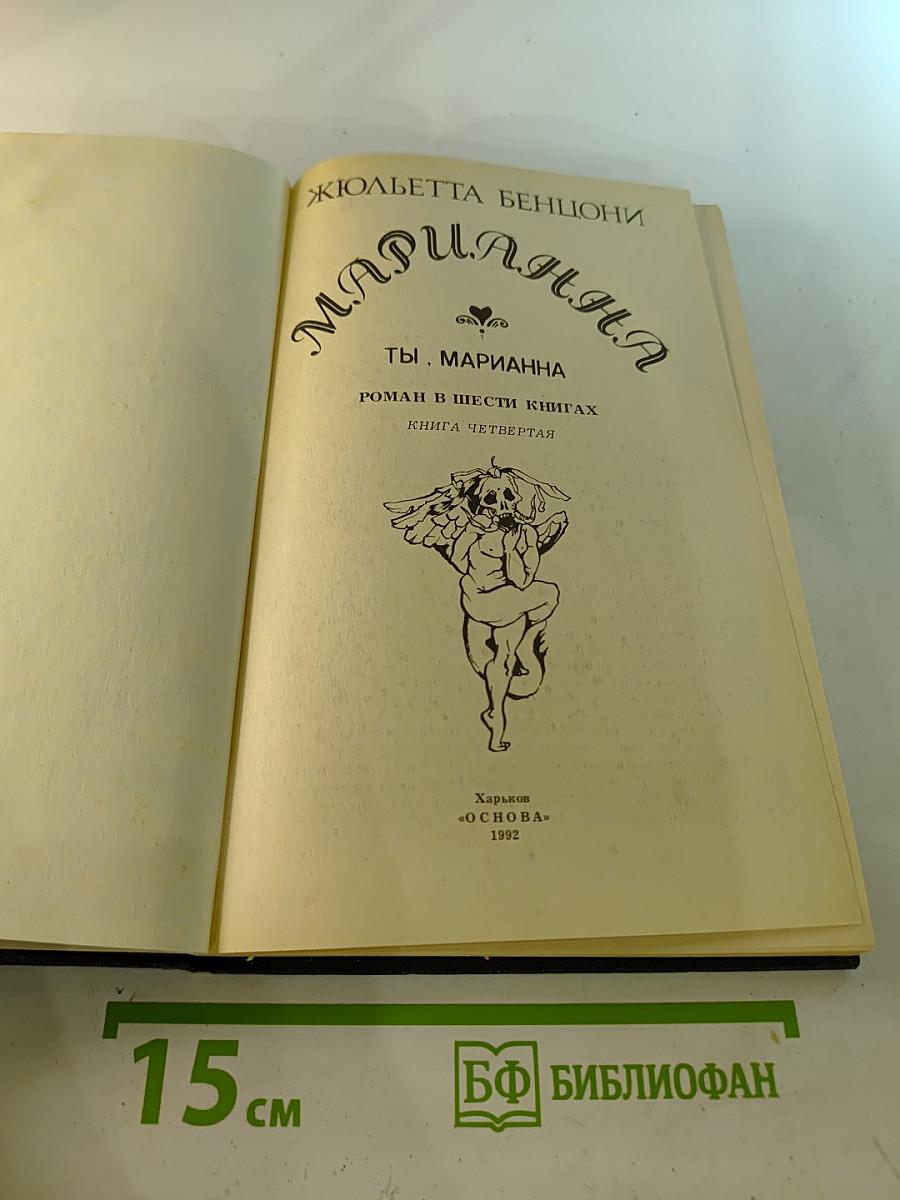 ЖЮЛЬЕТТА БЕНЦОНИ
МАРИАННА
ТЫ, МАРИАННА
РОМАН В ШЕСТИ КНИГАХ
КНИГА ЧЕТВЕРТАЯ
Харьков
«ОСНОВА»
1992
15 см
БФ БИБЛИОФАН